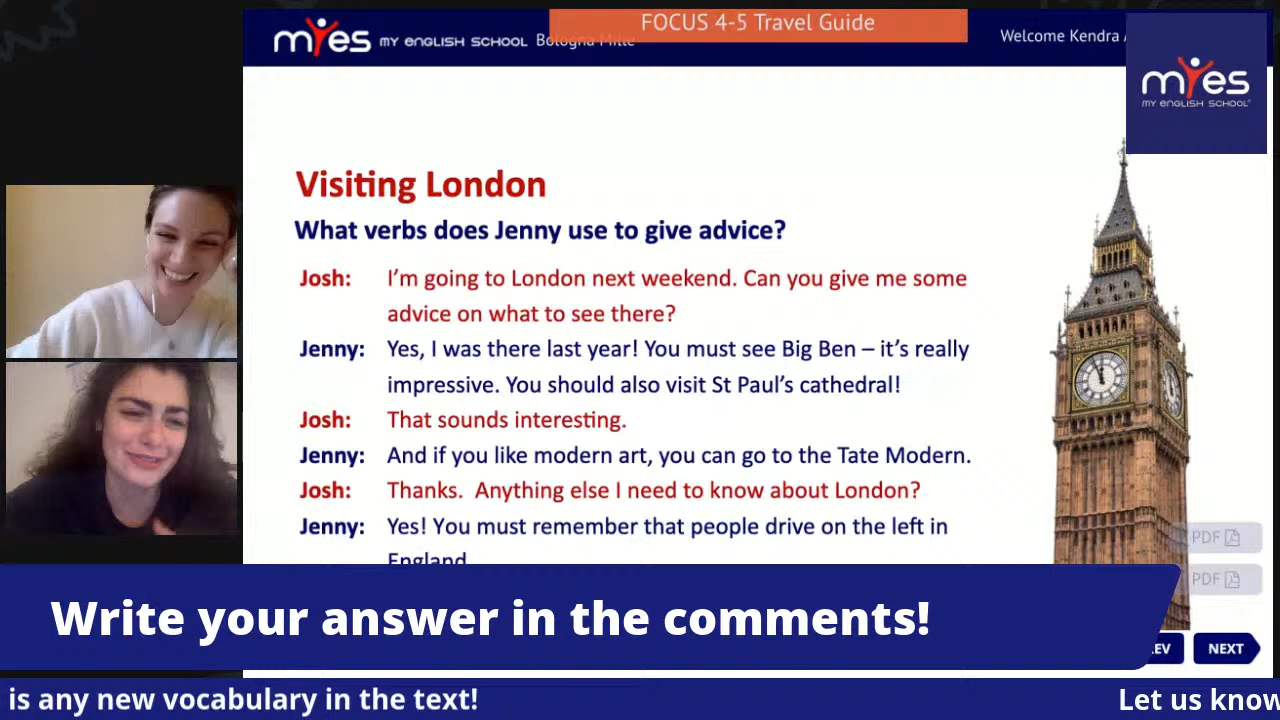 FOCUS 4-5 Travel Guide
myes MY ENGLISH SCHOOL Bologna Mille
Welcome Kendra
myes
MY ENGLISH SCHOOL
Visiting London
What verbs does Jenny use to give advice?
Josh: I'm going to London next weekend. Can you give me some
advice on what to see there?
Jenny: Yes, I was there last year! You must see Big Ben – it's really
impressive. You should also visit St Paul's cathedral!
Josh: That sounds interesting.
Jenny: And if you like modern art, you can go to the Tate Modern.
Josh: Thanks. Anything else I need to know about London?
Jenny: Yes! You must remember that people drive on the left in
England
PDF
PDF
Write your answer in the comments!
EV NEXT
is any new vocabulary in the text! Let us know